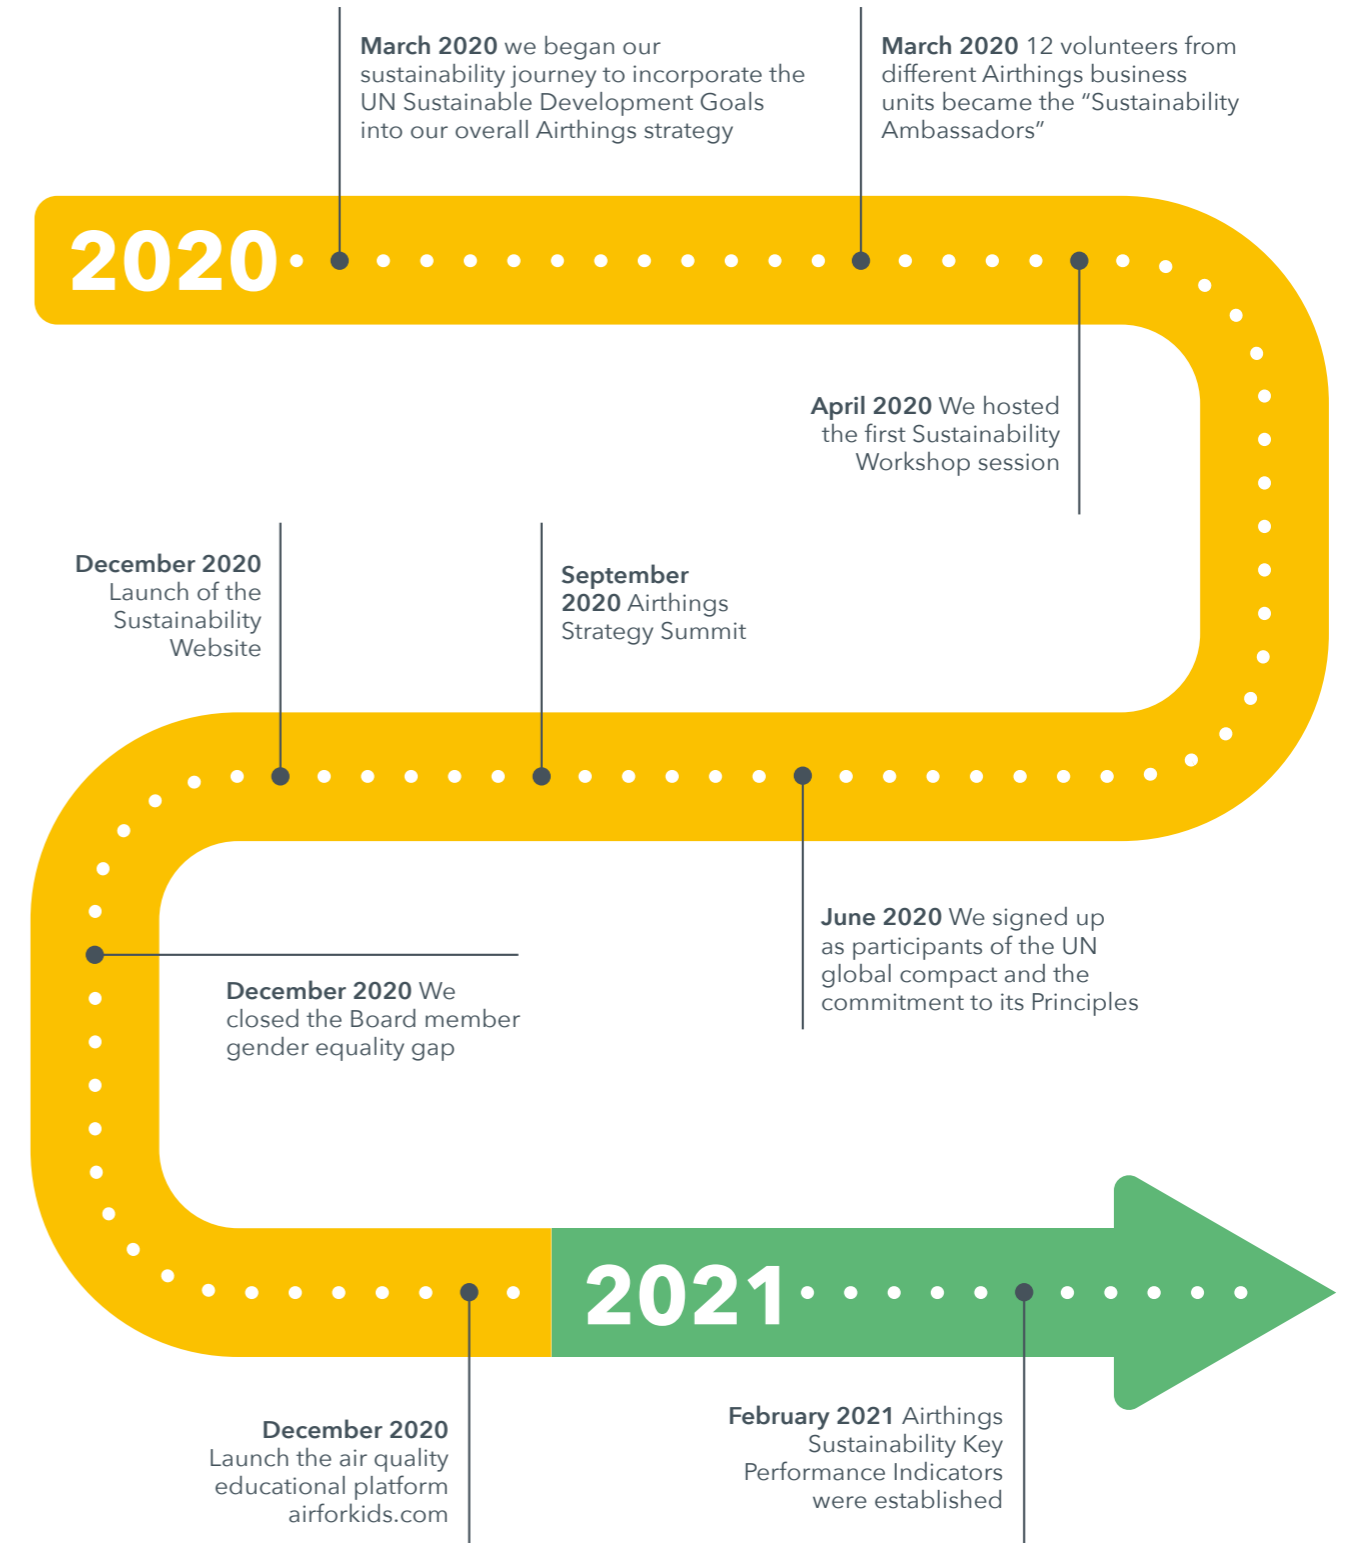 March 2020 we began our
sustainability journey to incorporate the
UN Sustainable Development Goals
into our overall Airthings strategy
March 2020 12 volunteers from
different Airthings business
units became the “Sustainability
Ambassadors”
2020
April 2020 We hosted
the first Sustainability
Workshop session
December 2020
Launch of the
Sustainability
Website
September
2020 Airthings
Strategy Summit
June 2020 We signed up
as participants of the UN
global compact and the
commitment to its Principles
December 2020 We
closed the Board member
gender equality gap
2021
December 2020
Launch the air quality
educational platform
airforkids.com
February 2021 Airthings
Sustainability Key
Performance Indicators
were established